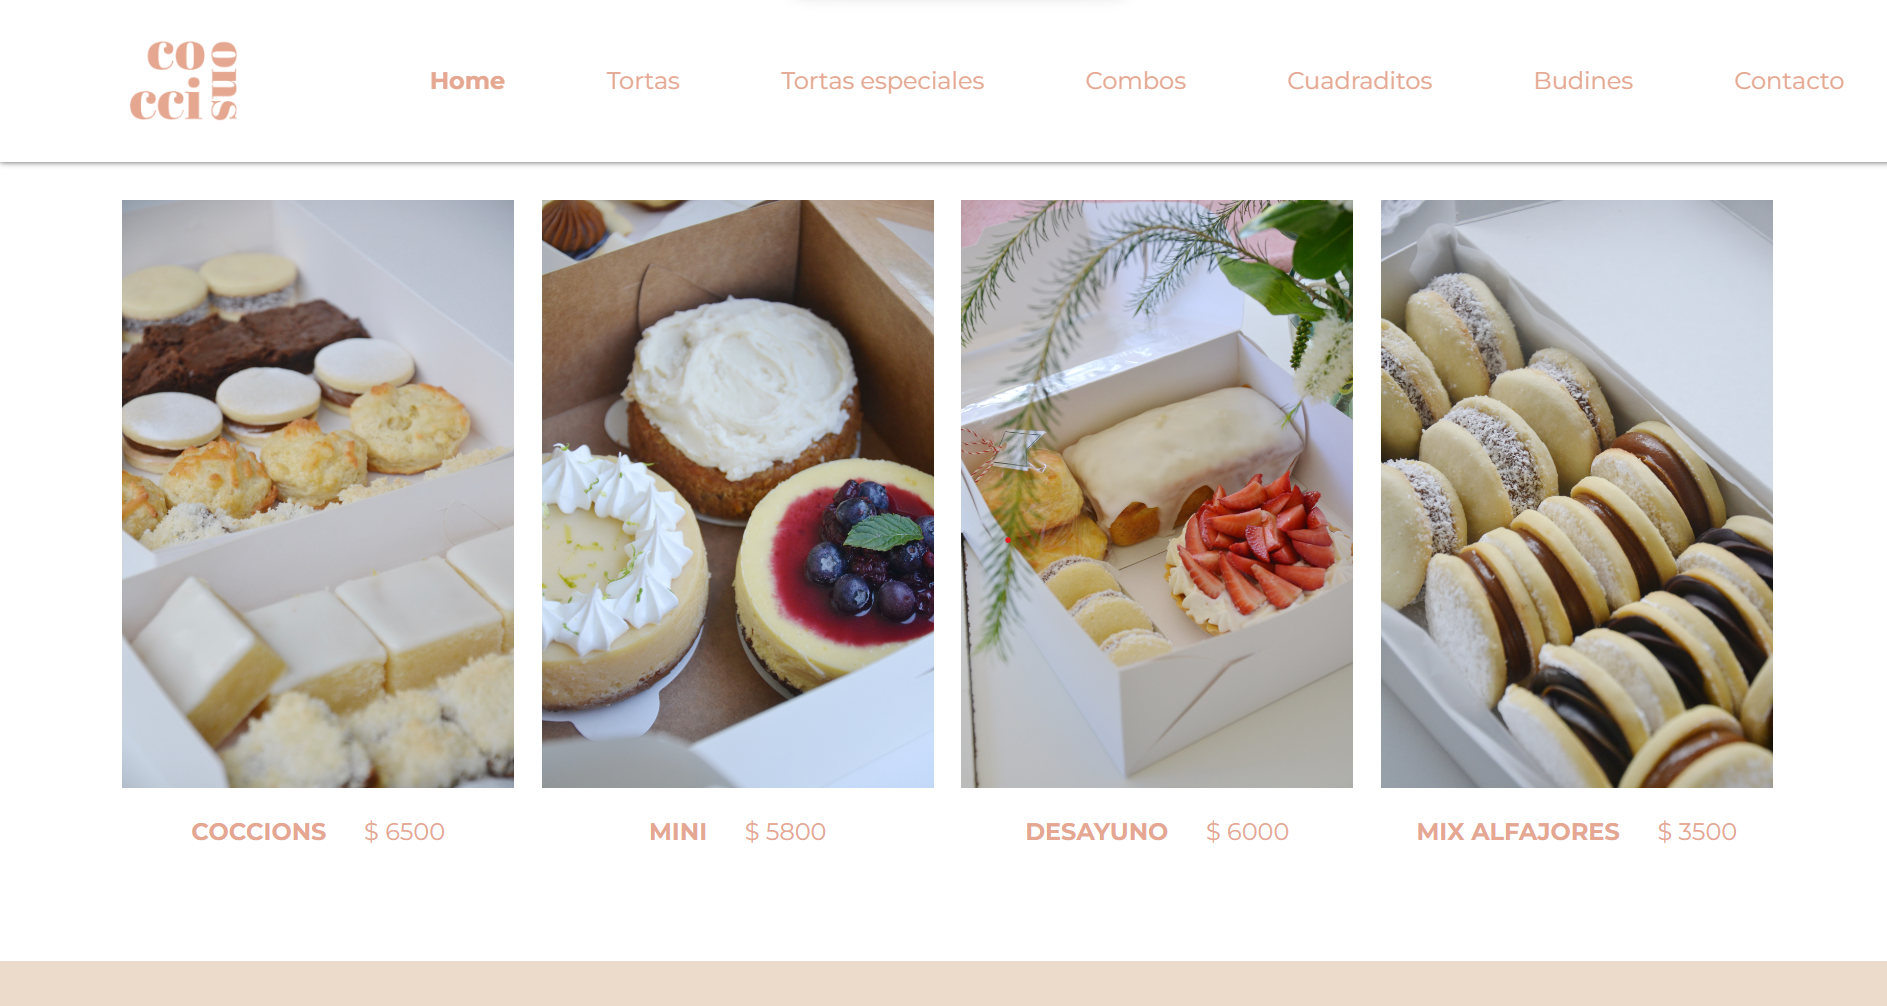 co
cci
ons
Home
Tortas
Tortas especiales
Combos
Cuadraditos
Budines
Contacto
COCCIONS $ 6500
MINI $ 5800
DESAYUNO $ 6000
MIX ALFAJORES $ 3500